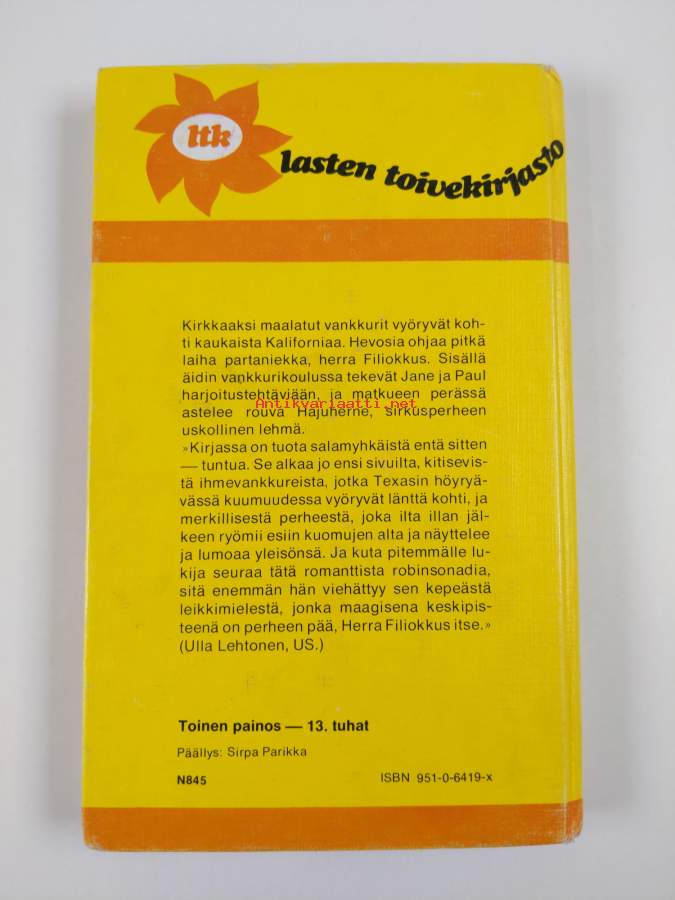 ltk
lasten toivekirjasto
Kirkkaaksi maalatut vankkurit vyöryvät koh-
ti kaukaista Kaliforniaa. Hevosia ohjaa pitkä
laiha partaniekka, herra Filiokkus. Sisällä
äidin vankkurikoulussa tekevät Jane ja Paul
harjoitustehtäviään, ja matkueen perässä
Antikvariaatti.net
astelee rouva Hajuherne, sirkusperheen
uskollinen lehmä.
»Kirjassa on tuota salamyhkäistä entä sitten
— tuntua. Se alkaa jo ensi sivuilta, kitisevis-
tä ihmevankkureista, jotka Texasin höyryä-
vässä kuumuudessa vyöryvät länttä kohti, ja
merkillisestä perheestä, joka ilta illan jäl-
keen ryömii esiin kuomujen alta ja näyttelee
ja lumoaa yleisönsä. Ja kuta pitemmälle lu-
kija seuraa tätä romanttista robinsonadia,
sitä enemmän hän viehättyy sen kepeästä
leikkimielestä, jonka maagisena keskipis-
teenä on perheen pää, Herra Filiokkus itse.»
(Ulla Lehtonen, US.)
Toinen painos — 13. tuhat
Päällys: Sirpa Parikka
N845 ISBN 951-0-6419-x